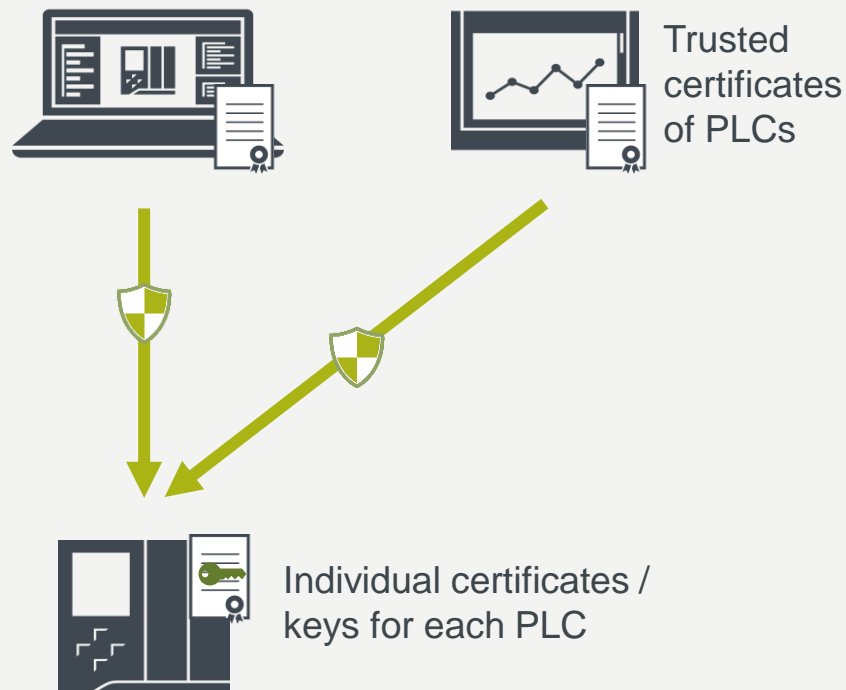 Trusted
certificates
of PLCs
Individual certificates /
keys for each PLC